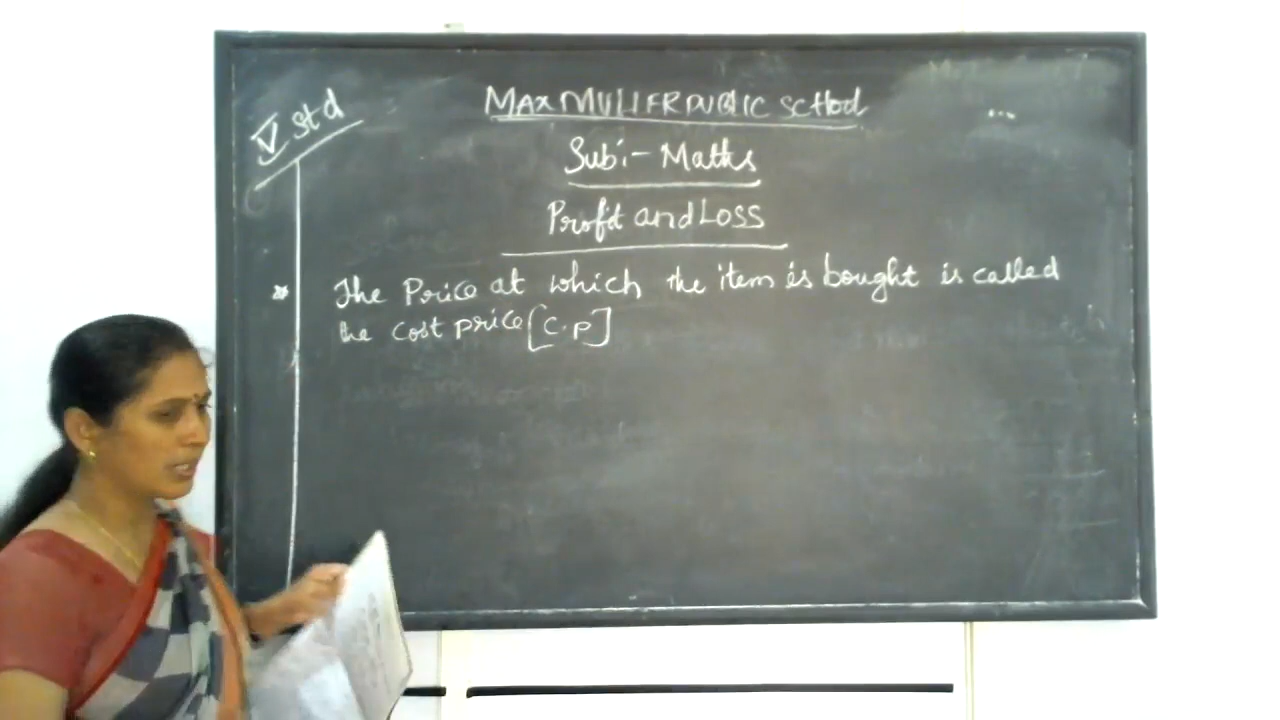 V Std
MAX MULLER PUBLIC SCHOOL
Sub:- Maths
Profit and Loss
* The Price at which the item is bought is called
the cost price [C.P]